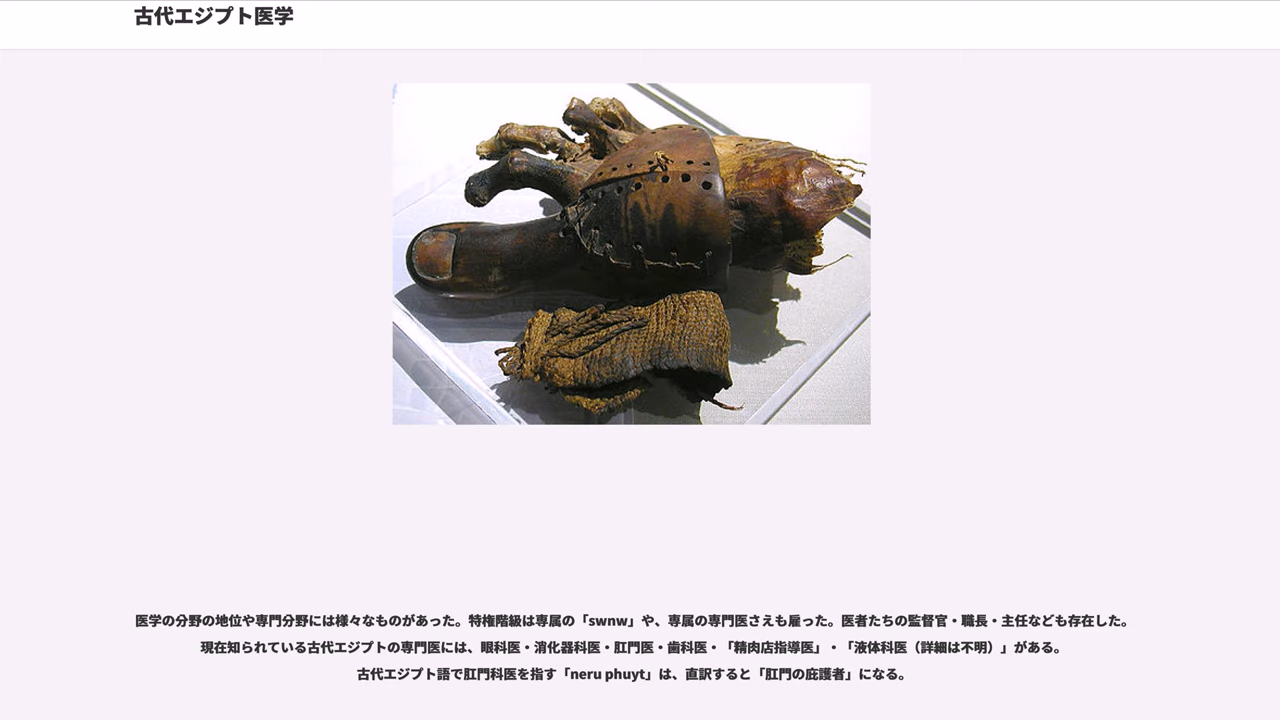 古代エジプト医学
医学の分野の地位や専門分野には様々なものがあった。特権階級は専属の「swnw」や、専属の専門医さえも雇った。医者たちの監督官・職長・主任なども存在した。
現在知られている古代エジプトの専門医には、眼科医・消化器科医・肛門医・歯科医・「精肉店指導医」・「液体科医（詳細は不明）」がある。
古代エジプト語で肛門科医を指す「neru phuyt」は、直訳すると「肛門の庇護者」になる。